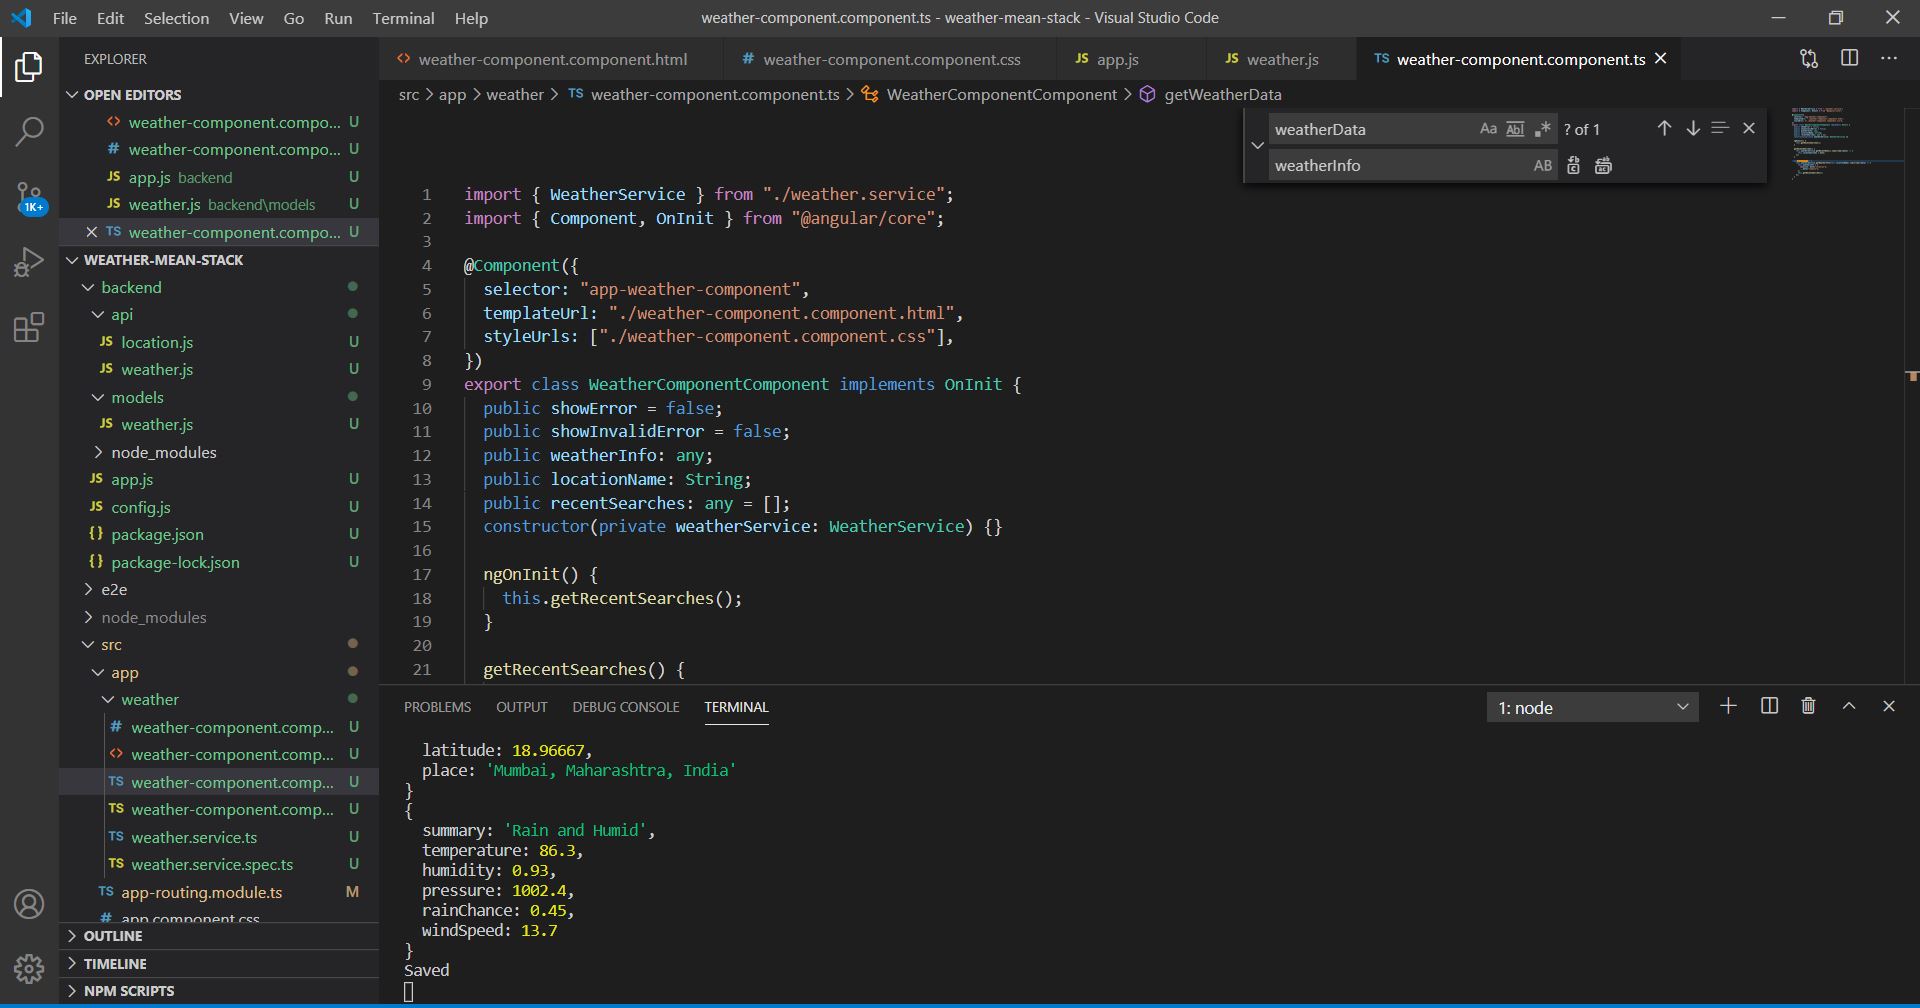 File Edit Selection View Go Run Terminal Help
weather-component.component.ts - weather-mean-stack - Visual Studio Code
EXPLORER
OPEN EDITORS
<> weather-component.compo... U
# weather-component.compo... U
JS app.js backend U
JS weather.js backend\models U
TS weather-component.compo... U
WEATHER-MEAN-STACK
backend
api
JS location.js U
JS weather.js U
models
JS weather.js U
node_modules
JS app.js U
JS config.js U
{} package.json U
{} package-lock.json U
e2e
node_modules
src
app
weather
# weather-component.comp... U
<> weather-component.comp... U
TS weather-component.comp... U
TS weather-component.comp... U
TS weather.service.ts U
TS weather.service.spec.ts U
TS app-routing.module.ts M
# app.component.css
OUTLINE
TIMELINE
NPM SCRIPTS
1K+
<> weather-component.component.html
# weather-component.component.css
JS app.js
JS weather.js
TS weather-component.component.ts
src > app > weather > TS weather-component.component.ts > WeatherComponentComponent > getWeatherData
weatherData Aa Abl .* ? of 1
weatherInfo AB
1 import { WeatherService } from "./weather.service";
2 import { Component, OnInit } from "@angular/core";
3
4 @Component({
5 selector: "app-weather-component",
6 templateUrl: "./weather-component.component.html",
7 styleUrls: ["./weather-component.component.css"],
8 })
9 export class WeatherComponentComponent implements OnInit {
10 public showError = false;
11 public showInvalidError = false;
12 public weatherInfo: any;
13 public locationName: String;
14 public recentSearches: any = [];
15 constructor(private weatherService: WeatherService) {}
16
17 ngOnInit() {
18 this.getRecentSearches();
19 }
20
21 getRecentSearches() {
PROBLEMS OUTPUT DEBUG CONSOLE TERMINAL
1: node
latitude: 18.96667,
place: 'Mumbai, Maharashtra, India'
}
{
summary: 'Rain and Humid',
temperature: 86.3,
humidity: 0.93,
pressure: 1002.4,
rainChance: 0.45,
windSpeed: 13.7
}
Saved